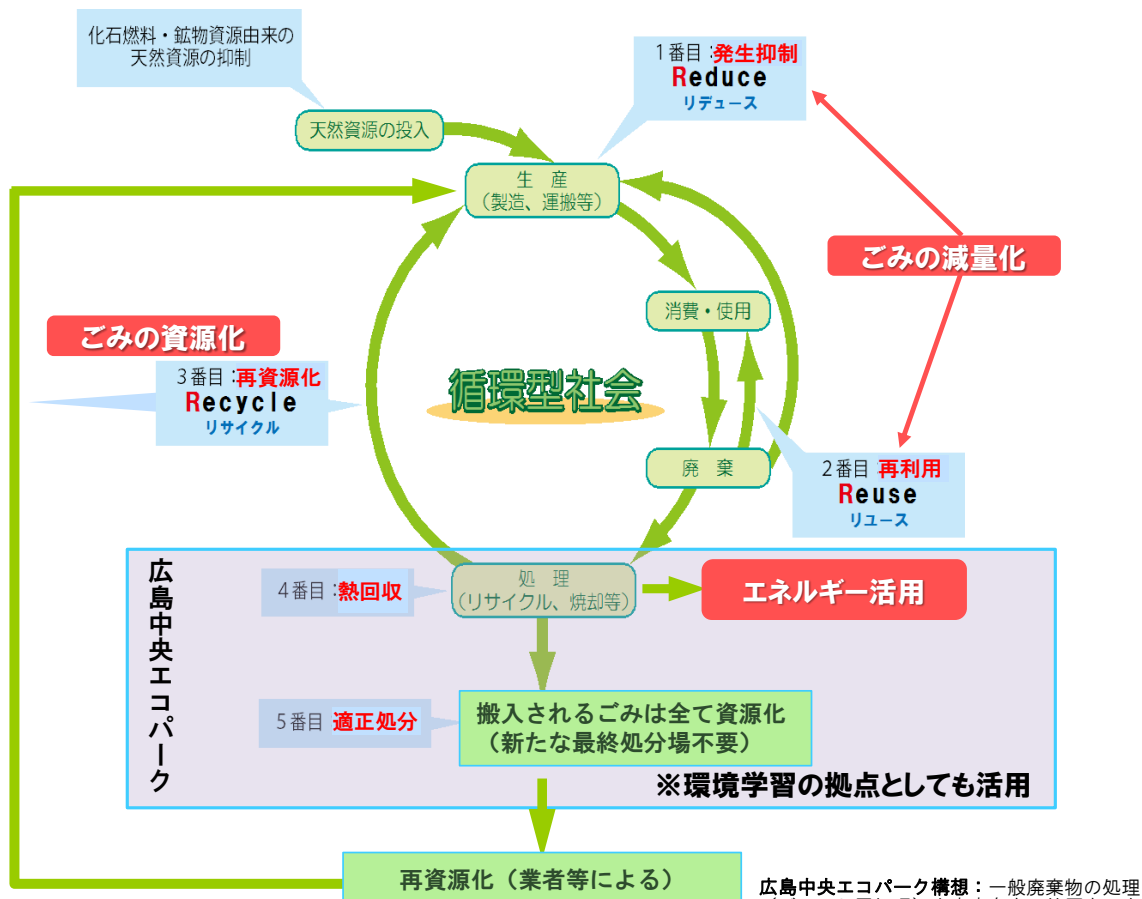 化石燃料・鉱物資源由来の
天然資源の抑制
1番目:発生抑制
Reduce
リデュース
天然資源の投入
生 産
(製造、運搬等)
ごみの減量化
消費・使用
ごみの資源化
3番目:再資源化
Recycle
リサイクル
循環型社会
廃 棄
2番目:再利用
Reuse
リユース
広島中央エコパーク
4番目:熱回収
処 理
(リサイクル、焼却等)
エネルギー活用
5番目 適正処分
搬入されるごみは全て資源化
(新たな最終処分場不要)
※環境学習の拠点としても活用
再資源化(業者等による)
広島中央エコパーク構想:一般廃棄物の処理